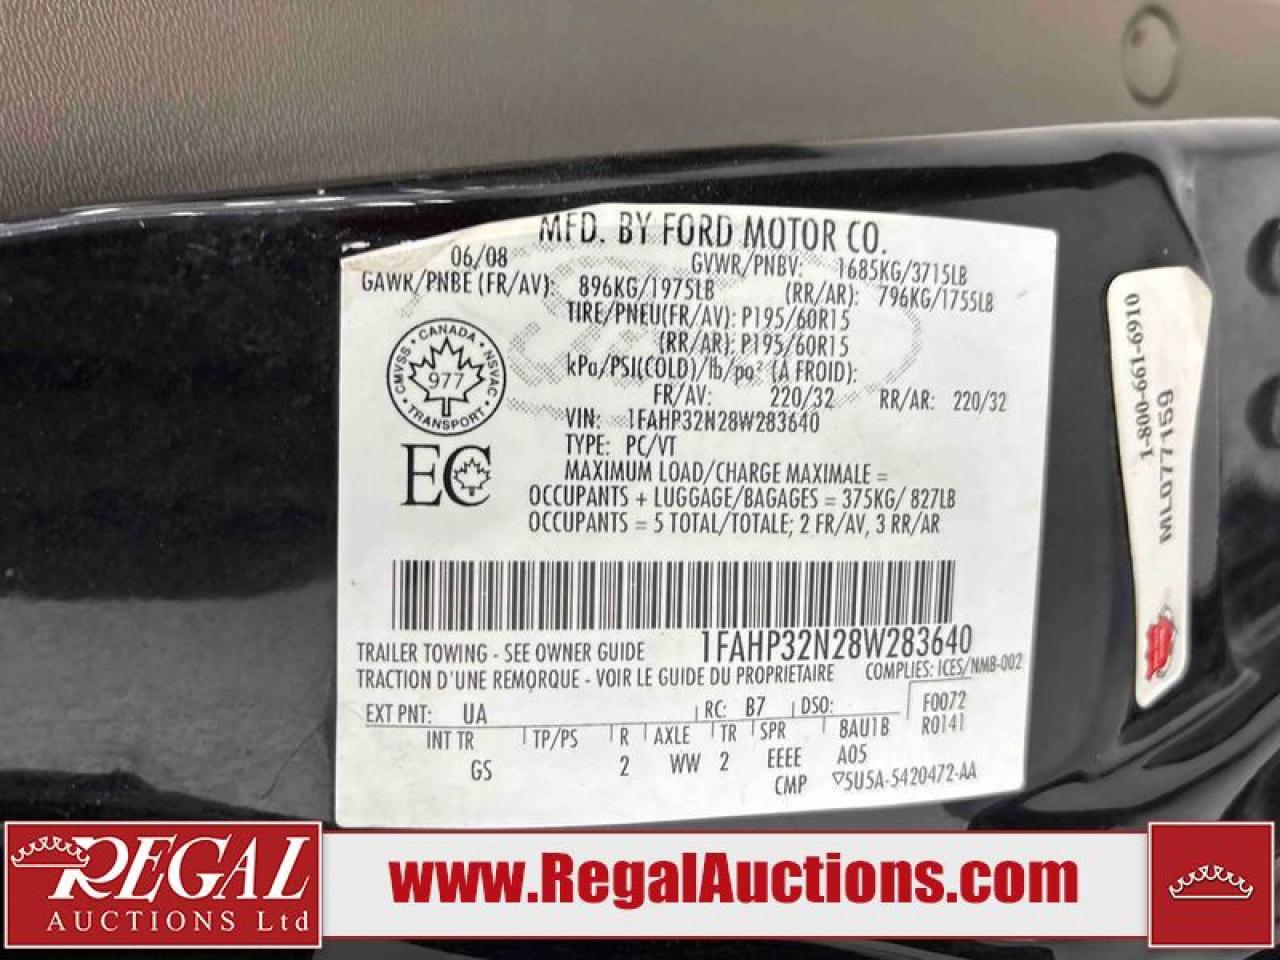 MFD. BY FORD MOTOR CO.
06/08
GVWR/PNBV: 1685KG/3715LB
GAWR/PNBE (FR/AV): 896KG/1975LB (RR/AR): 796KG/1755LB
TIRE/PNEU(FR/AV): P195/60R15
(RR/AR): P195/60R15
kPa/PSI(COLD)/lb/po² (À FROID):
FR/AV: 220/32 RR/AR: 220/32
VIN: 1FAHP32N28W283640
TYPE: PC/VT
MAXIMUM LOAD/CHARGE MAXIMALE =
OCCUPANTS + LUGGAGE/BAGAGES = 375KG/ 827LB
OCCUPANTS = 5 TOTAL/TOTALE; 2 FR/AV, 3 RR/AR
CMVSS • CANADA • NSVAC • TRANSPORT •
977
EC
1FAHP32N28W283640
TRAILER TOWING - SEE OWNER GUIDE
TRACTION D'UNE REMORQUE - VOIR LE GUIDE DU PROPRIETAIRE
COMPLIES: ICES/NMB-002
EXT PNT: UA RC: B7 DSO: F0072
INT TR TP/PS R AXLE TR SPR 8AU1B R0141
GS 2 WW 2 EEEE A05
CMP 5U5A-5420472-AA
1-800-661-6910
WL077159
REGAL
AUCTIONS Ltd
www.RegalAuctions.com